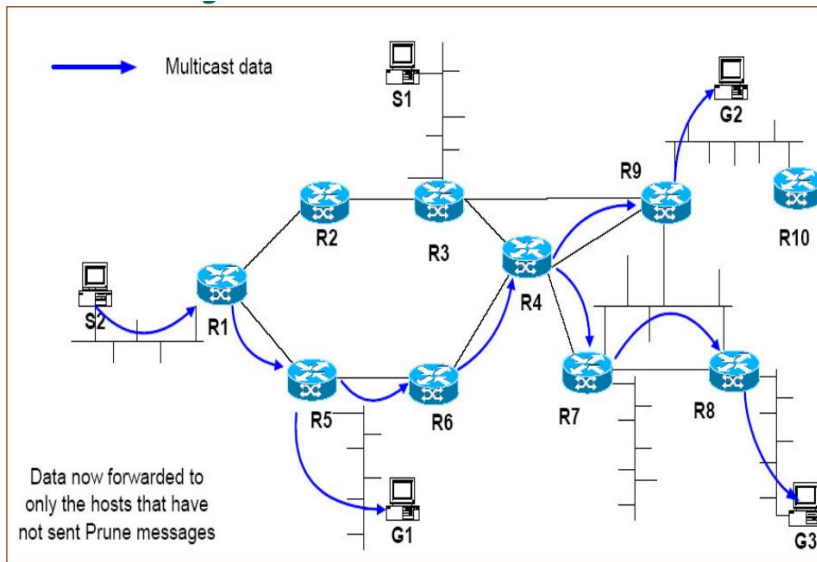 Multicast data
S1
G2
R9
R2
R3
R10
R4
S2
R1
R5
R6
R7
R8
Data now forwarded to
only the hosts that have
not sent Prune messages
G1
G3